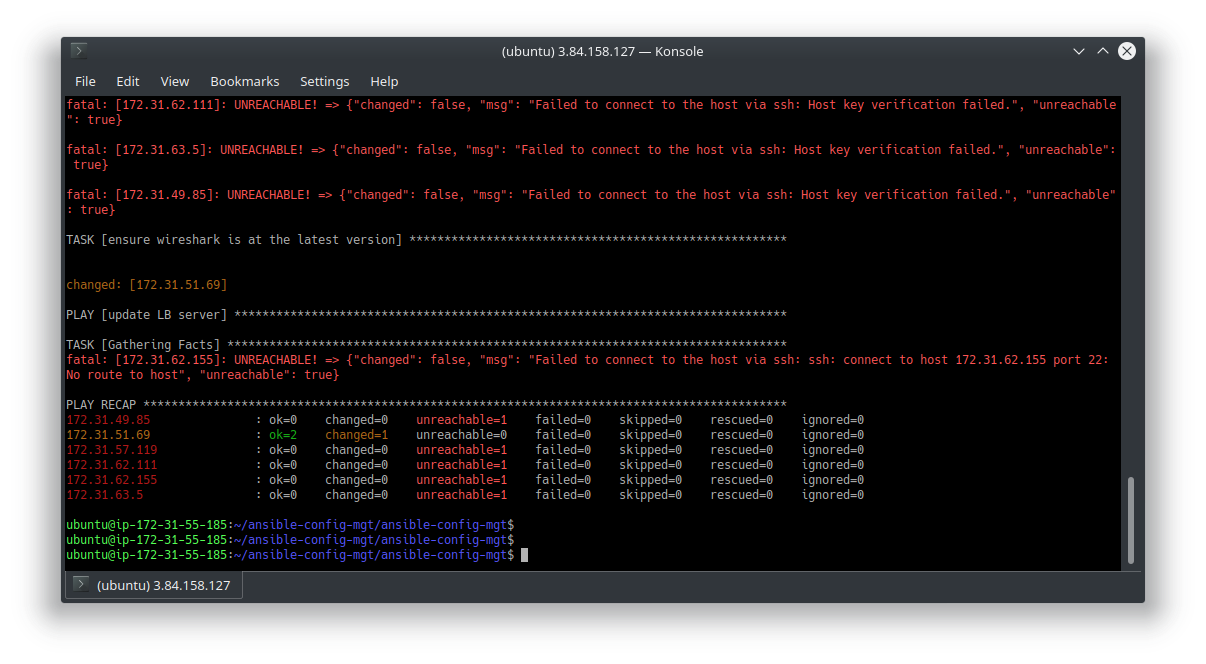 (ubuntu) 3.84.158.127 — Konsole
File Edit View Bookmarks Settings Help
fatal: [172.31.62.111]: UNREACHABLE! => {"changed": false, "msg": "Failed to connect to the host via ssh: Host key verification failed.", "unreachable
": true}
fatal: [172.31.63.5]: UNREACHABLE! => {"changed": false, "msg": "Failed to connect to the host via ssh: Host key verification failed.", "unreachable":
 true}
fatal: [172.31.49.85]: UNREACHABLE! => {"changed": false, "msg": "Failed to connect to the host via ssh: Host key verification failed.", "unreachable"
: true}
TASK [ensure wireshark is at the latest version] ******************************************************
changed: [172.31.51.69]
PLAY [update LB server] *******************************************************************************
TASK [Gathering Facts] ********************************************************************************
fatal: [172.31.62.155]: UNREACHABLE! => {"changed": false, "msg": "Failed to connect to the host via ssh: ssh: connect to host 172.31.62.155 port 22: 
No route to host", "unreachable": true}
PLAY RECAP ********************************************************************************************
172.31.49.85               : ok=0    changed=0    unreachable=1    failed=0    skipped=0    rescued=0    ignored=0
172.31.51.69               : ok=2    changed=1    unreachable=0    failed=0    skipped=0    rescued=0    ignored=0
172.31.57.119              : ok=0    changed=0    unreachable=1    failed=0    skipped=0    rescued=0    ignored=0
172.31.62.111              : ok=0    changed=0    unreachable=1    failed=0    skipped=0    rescued=0    ignored=0
172.31.62.155              : ok=0    changed=0    unreachable=1    failed=0    skipped=0    rescued=0    ignored=0
172.31.63.5                : ok=0    changed=0    unreachable=1    failed=0    skipped=0    rescued=0    ignored=0
ubuntu@ip-172-31-55-185:~/ansible-config-mgt/ansible-config-mgt$
ubuntu@ip-172-31-55-185:~/ansible-config-mgt/ansible-config-mgt$
ubuntu@ip-172-31-55-185:~/ansible-config-mgt/ansible-config-mgt$
(ubuntu) 3.84.158.127